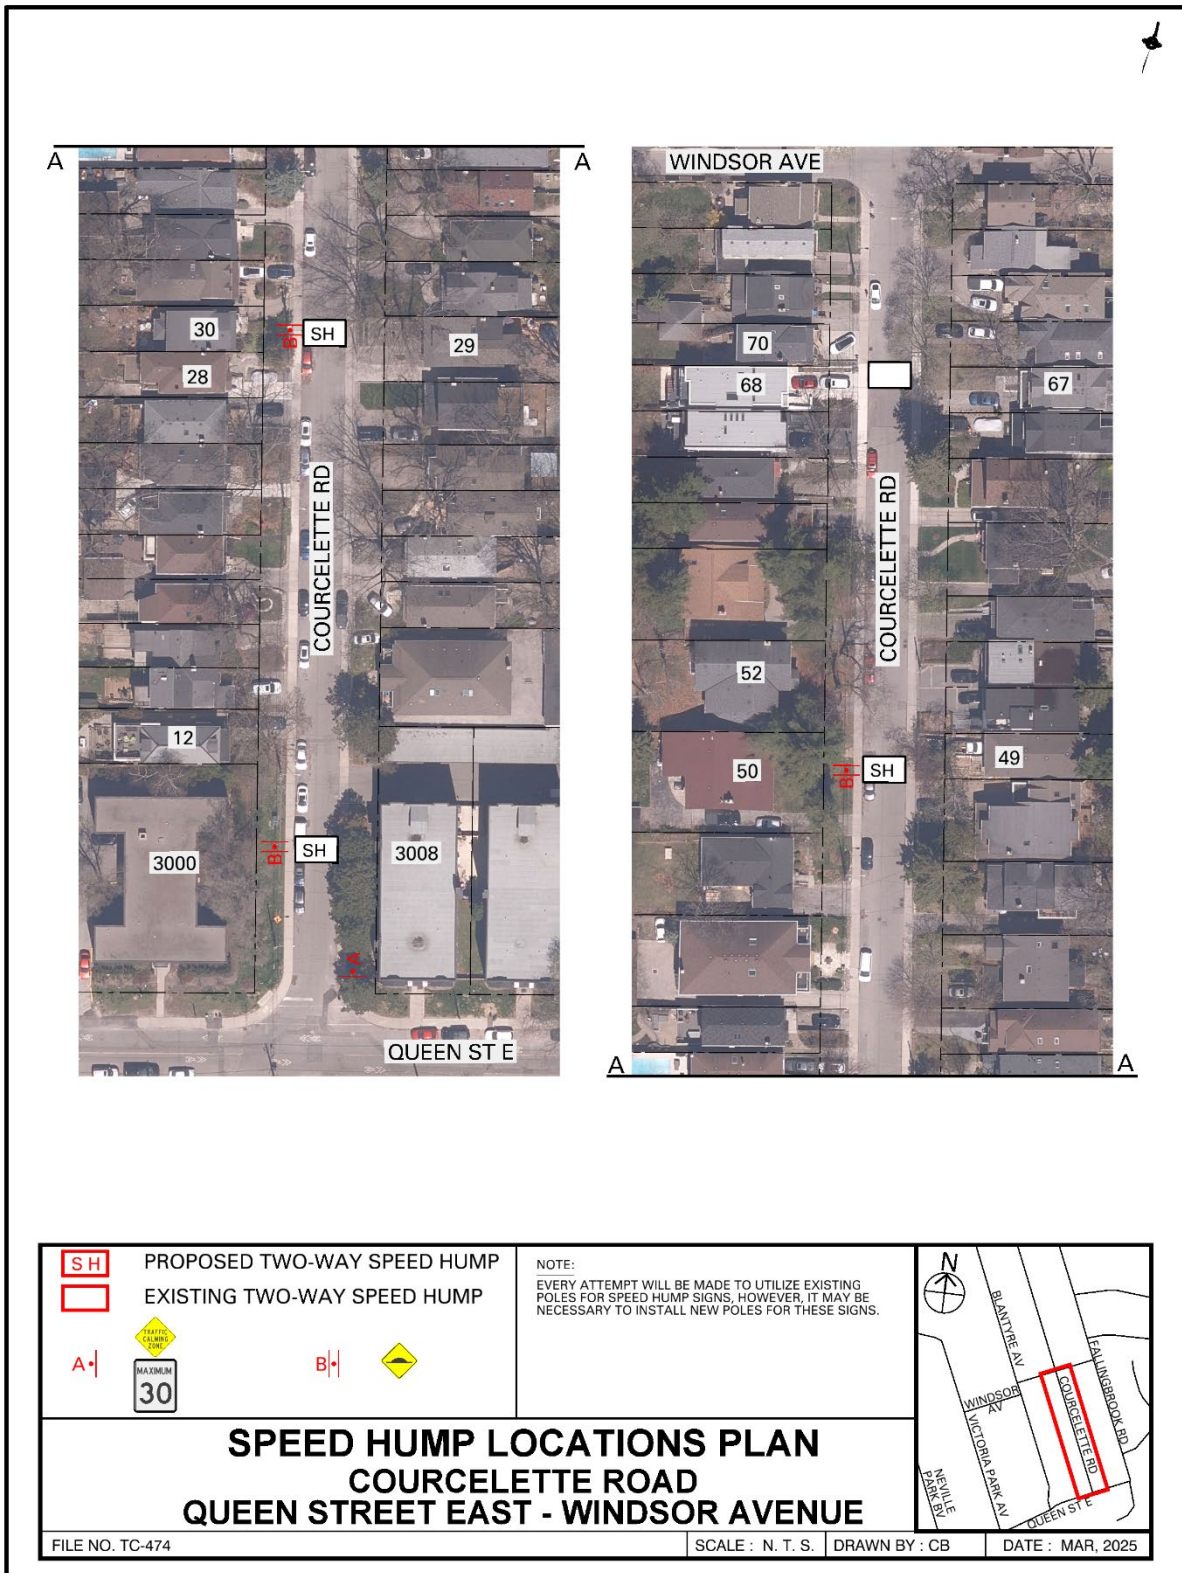 A
A
30
B
SH
29
28
COURCELETTE RD
12
3000
B
SH
3008
A
QUEEN ST E
WINDSOR AVE
70
68
67
COURCELETTE RD
52
50
B
SH
49
A
A
S H PROPOSED TWO-WAY SPEED HUMP
EXISTING TWO-WAY SPEED HUMP
A
TRAFFIC
CALMING
ZONE
MAXIMUM
30
B
NOTE:
EVERY ATTEMPT WILL BE MADE TO UTILIZE EXISTING
POLES FOR SPEED HUMP SIGNS, HOWEVER, IT MAY BE
NECESSARY TO INSTALL NEW POLES FOR THESE SIGNS.
N
BLANTYRE AV
FALLINGBROOK RD
WINDSOR
AV
COURCELETTE RD
VICTORIA PARK AV
NEVILLE
PARK BV
QUEEN ST E
SPEED HUMP LOCATIONS PLAN
COURCELETTE ROAD
QUEEN STREET EAST - WINDSOR AVENUE
FILE NO. TC-474
SCALE : N. T. S.
DRAWN BY : CB
DATE : MAR, 2025